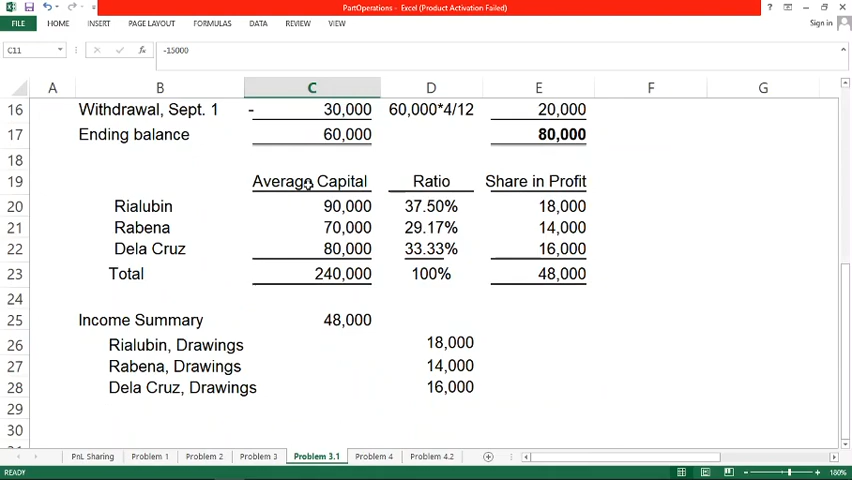 PartOperations - Excel (Product Activation Failed)
FILE HOME INSERT PAGE LAYOUT FORMULAS DATA REVIEW VIEW Sign in
C11 fx -15000
A B C D E F G
16 Withdrawal, Sept. 1 - 30,000 60,000*4/12 20,000
17 Ending balance 60,000 80,000
18
19 Average Capital Ratio Share in Profit
20 Rialubin 90,000 37.50% 18,000
21 Rabena 70,000 29.17% 14,000
22 Dela Cruz 80,000 33.33% 16,000
23 Total 240,000 100% 48,000
24
25 Income Summary 48,000
26 Rialubin, Drawings 18,000
27 Rabena, Drawings 14,000
28 Dela Cruz, Drawings 16,000
29
30
PnL Sharing Problem 1 Problem 2 Problem 3 Problem 3.1 Problem 4 Problem 4.2
READY 180%